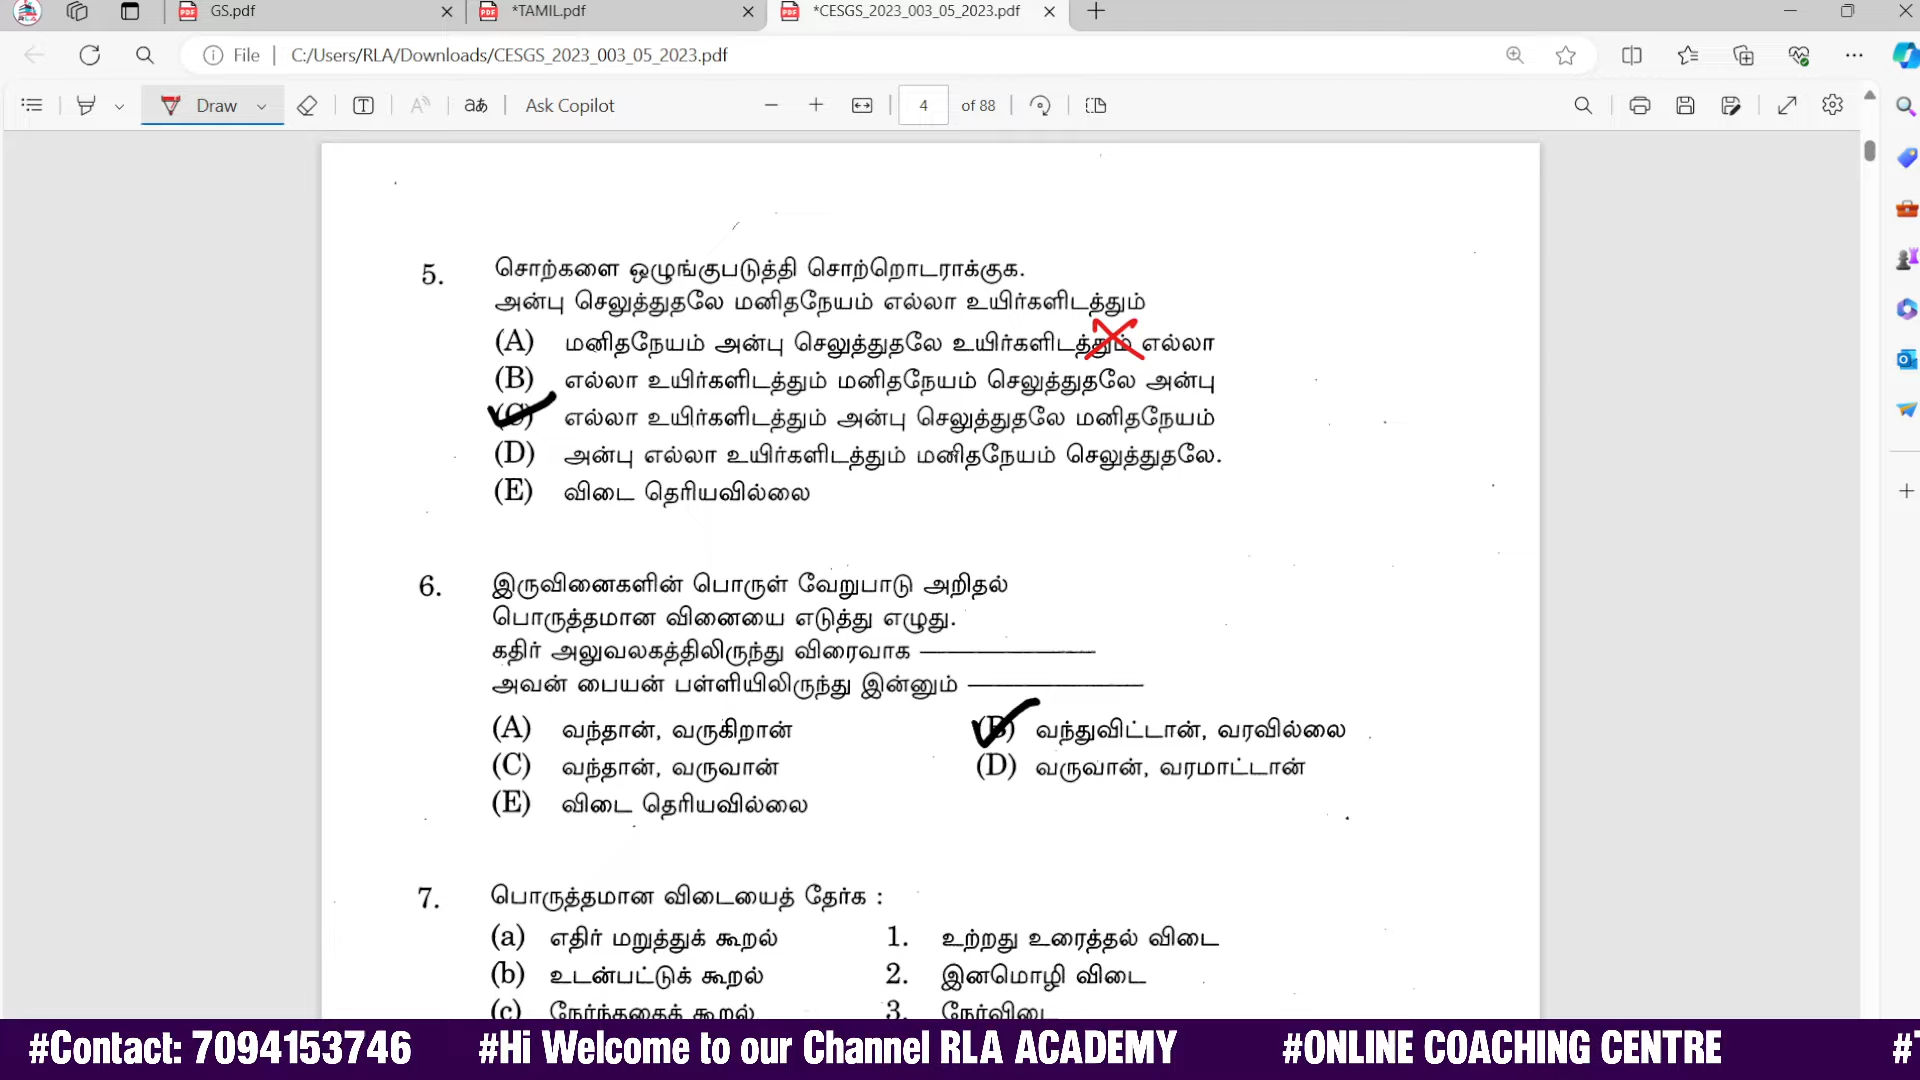 GS.pdf
*TAMIL.pdf
*CESGS_2023_003_05_2023.pdf
File
C:/Users/RLA/Downloads/CESGS_2023_003_05_2023.pdf
Draw
aあ
Ask Copilot
4 of 88
5. சொற்களை ஒழுங்குபடுத்தி சொற்றொடராக்குக.
அன்பு செலுத்துதலே மனிதநேயம் எல்லா உயிர்களிடத்தும்
(A) மனிதநேயம் அன்பு செலுத்துதலே உயிர்களிடத்தும் எல்லா
(B) எல்லா உயிர்களிடத்தும் மனிதநேயம் செலுத்துதலே அன்பு
(C) எல்லா உயிர்களிடத்தும் அன்பு செலுத்துதலே மனிதநேயம்
(D) அன்பு எல்லா உயிர்களிடத்தும் மனிதநேயம் செலுத்துதலே.
(E) விடை தெரியவில்லை
6. இருவினைகளின் பொருள் வேறுபாடு அறிதல்
பொருத்தமான வினையை எடுத்து எழுது.
கதிர் அலுவலகத்திலிருந்து விரைவாக
அவன் பையன் பள்ளியிலிருந்து இன்னும்
(A) வந்தான், வருகிறான் (B) வந்துவிட்டான், வரவில்லை
(C) வந்தான், வருவான் (D) வருவான், வரமாட்டான்
(E) விடை தெரியவில்லை
7. பொருத்தமான விடையைத் தேர்க :
(a) எதிர் மறுத்துக் கூறல் 1. உற்றது உரைத்தல் விடை
(b) உடன்பட்டுக் கூறல் 2. இனமொழி விடை
(c) நேர்ந்ததைக் கூறல் 3. நேர்விடை
#Contact: 7094153746 #Hi Welcome to our Channel RLA ACADEMY #ONLINE COACHING CENTRE